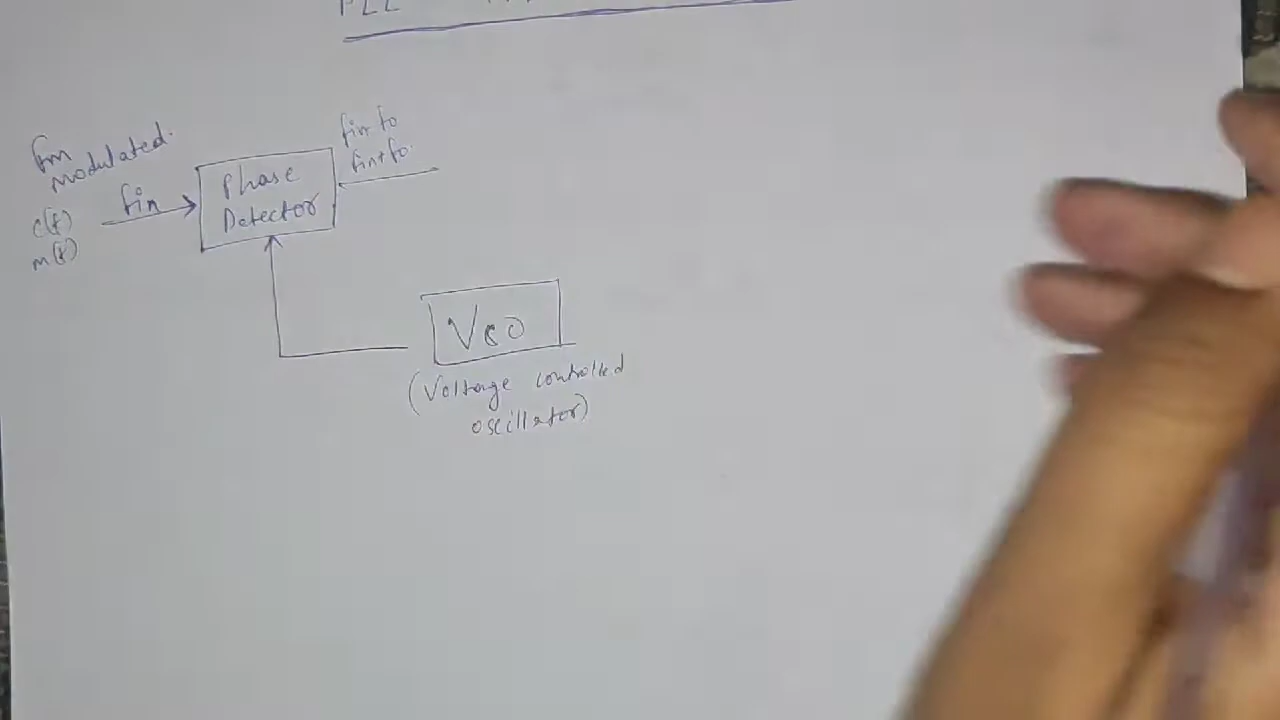 PLL
fm
modulated.
c(t)
m(t)
fin
Phase
Detector
fin fo
fin+fo.
VCO
(Voltage controlled
oscillator)